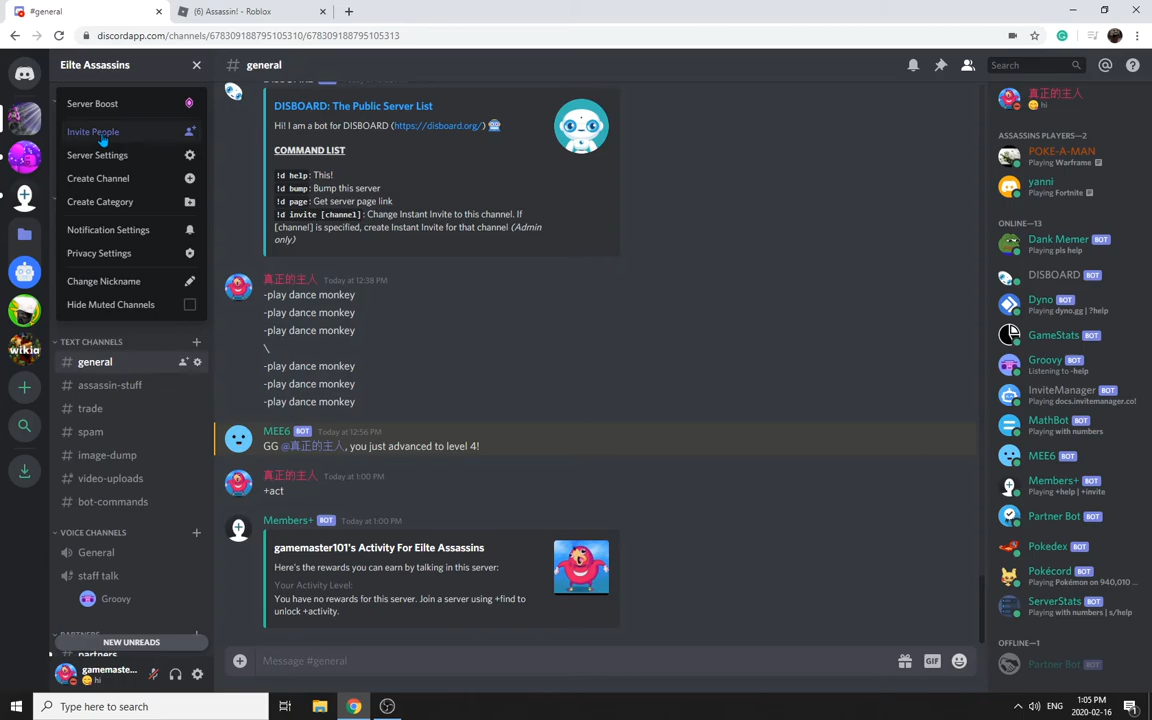 #general
(6) Assassin! - Roblox
discordapp.com/channels/678309188795105310/678309188795105313
Eilte Assassins
Server Boost
Invite People
Server Settings
Create Channel
Create Category
Notification Settings
Privacy Settings
Change Nickname
Hide Muted Channels
TEXT CHANNELS
general
assassin-stuff
trade
spam
image-dump
video-uploads
bot-commands
VOICE CHANNELS
General
staff talk
Groovy
NEW UNREADS
partners
gamemaste...
hi
wikia
# general
Search
DISBOARD: The Public Server List
Hi! I am a bot for DISBOARD (https://disboard.org/)
COMMAND LIST
!d help: This!
!d bump: Bump this server
!d page: Get server page link
!d invite [channel]: Change Instant Invite to this channel. If
[channel] is specified, create Instant Invite for that channel (Admin
only)
真正的主人 Today at 12:38 PM
-play dance monkey
-play dance monkey
-play dance monkey
\
-play dance monkey
-play dance monkey
-play dance monkey
MEE6 BOT Today at 12:56 PM
GG @真正的主人, you just advanced to level 4!
真正的主人 Today at 1:00 PM
+act
Members+ BOT Today at 1:00 PM
gamemaster101's Activity For Eilte Assassins
Here's the rewards you can earn by talking in this server:
Your Activity Level:
You have no rewards for this server. Join a server using +find to
unlock +activity.
Message #general
GIF
真正的主人
hi
ASSASSINS PLAYERS—2
POKE-A-MAN
Playing Warframe
yanni
Playing Fortnite
ONLINE—13
Dank Memer BOT
Playing pls help
DISBOARD BOT
Dyno BOT
Playing dyno.gg | ?help
GameStats BOT
Groovy BOT
Listening to -help
InviteManager BOT
Playing docs.invitemanager.co!
MathBot BOT
Playing with numbers
MEE6 BOT
Members+ BOT
Playing +help | +invite
Partner Bot BOT
Pokedex BOT
Pokécord BOT
Playing Pokémon on 940,010 ...
ServerStats BOT
Playing with numbers | s/help
OFFLINE—1
Partner Bot BOT
Type here to search
ENG
1:05 PM
2020-02-16